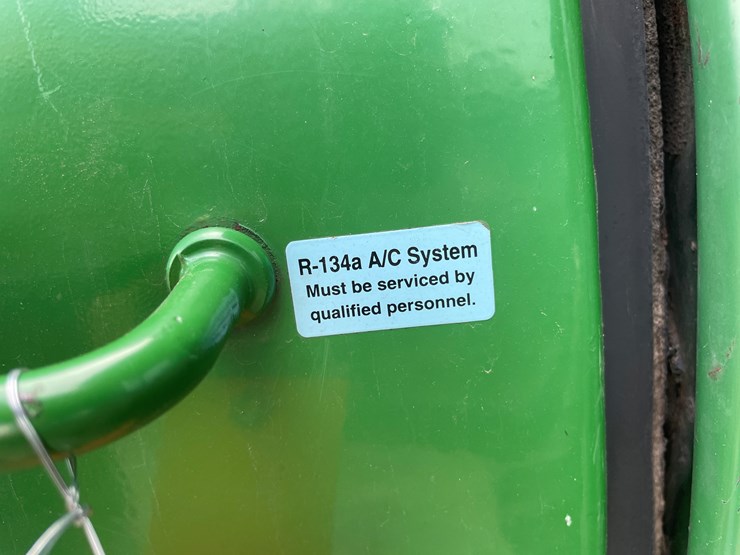 R-134a A/C System
Must be serviced by
qualified personnel.